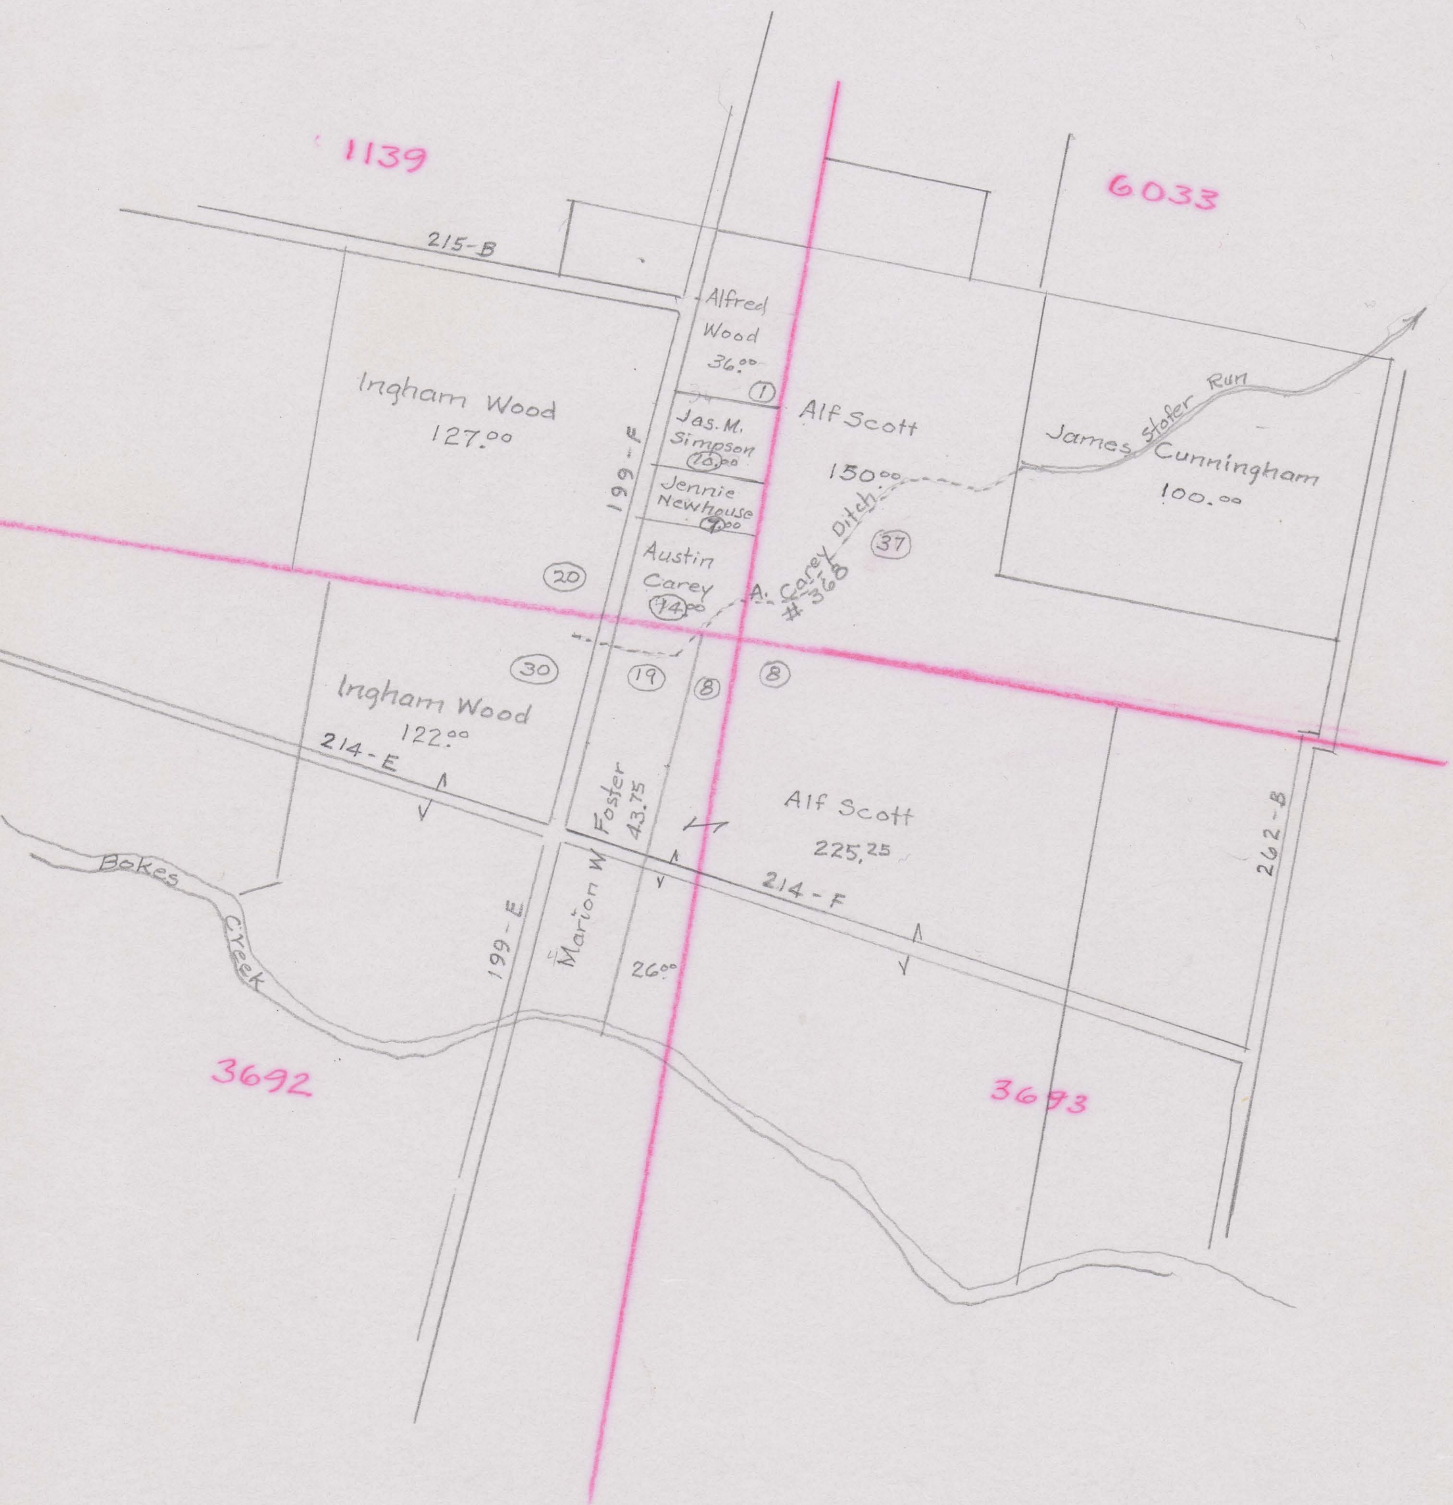 1139
6033
215-B
Alfred
Wood
36.00
1
Ingham Wood
127.00
199-F
Jas. M.
Simpson
10.00
Jennie
Newhouse
9.00
Austin
Carey
14.00
Alf Scott
150.00
A. Carey Ditch
# 368
37
Stofer Run
James Cunningham
100.00
20
30
19
8
8
Ingham Wood
122.00
214-E
Marion W Foster
43.75
26.00
Alf Scott
225.25
214-F
262-B
199-E
Bokes
Creek
3692
3693